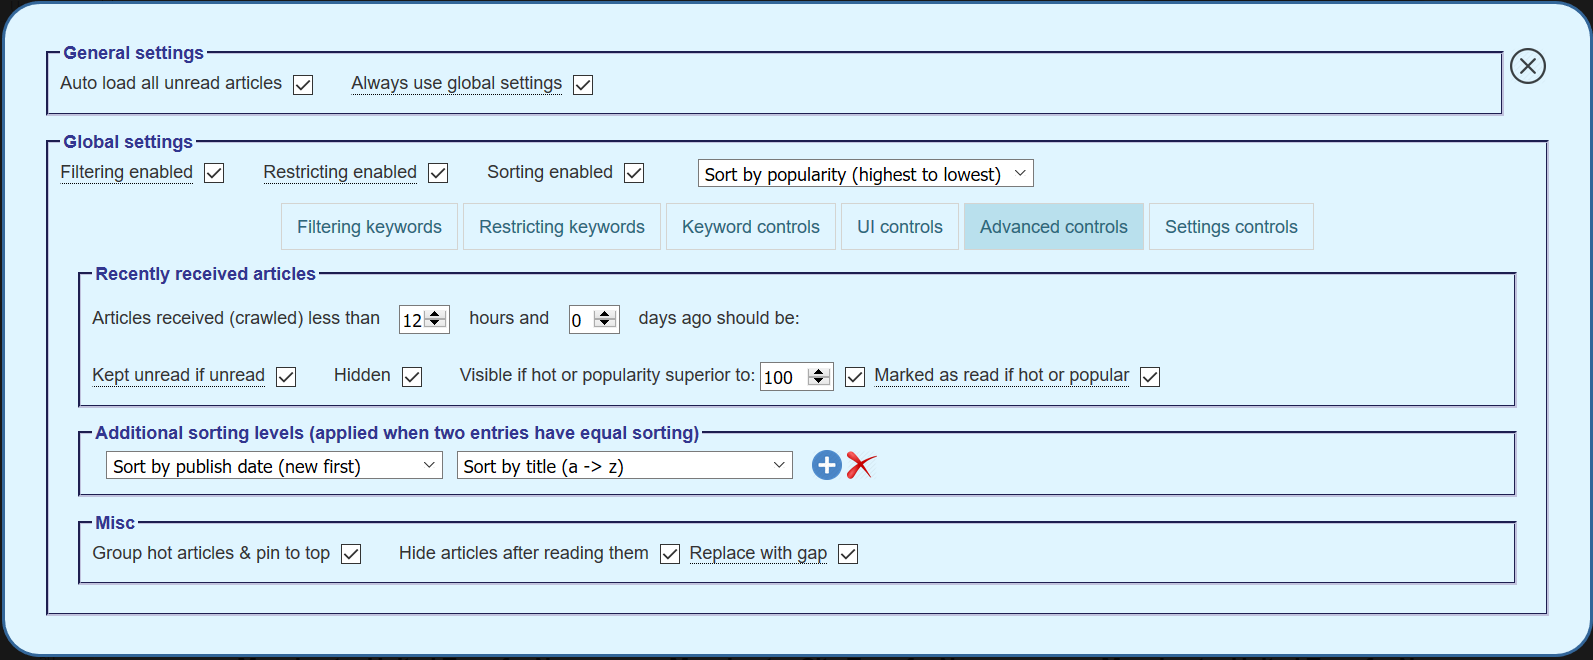 General settings
Auto load all unread articles Always use global settings
Global settings
Filtering enabled Restricting enabled Sorting enabled Sort by popularity (highest to lowest)
Filtering keywords Restricting keywords Keyword controls UI controls Advanced controls Settings controls
Recently received articles
Articles received (crawled) less than 12 hours and 0 days ago should be:
Kept unread if unread Hidden Visible if hot or popularity superior to: 100 Marked as read if hot or popular
Additional sorting levels (applied when two entries have equal sorting)
Sort by publish date (new first) Sort by title (a -> z)
Misc
Group hot articles & pin to top Hide articles after reading them Replace with gap